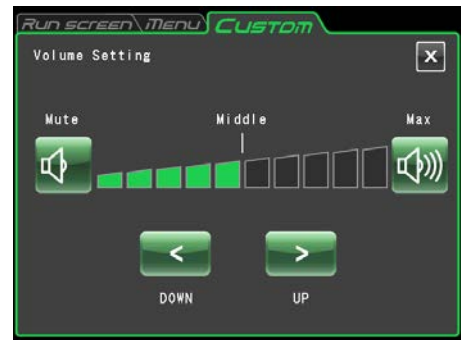 Run screen Menu Custom
Volume Setting X
Mute Middle Max
< >
DOWN UP